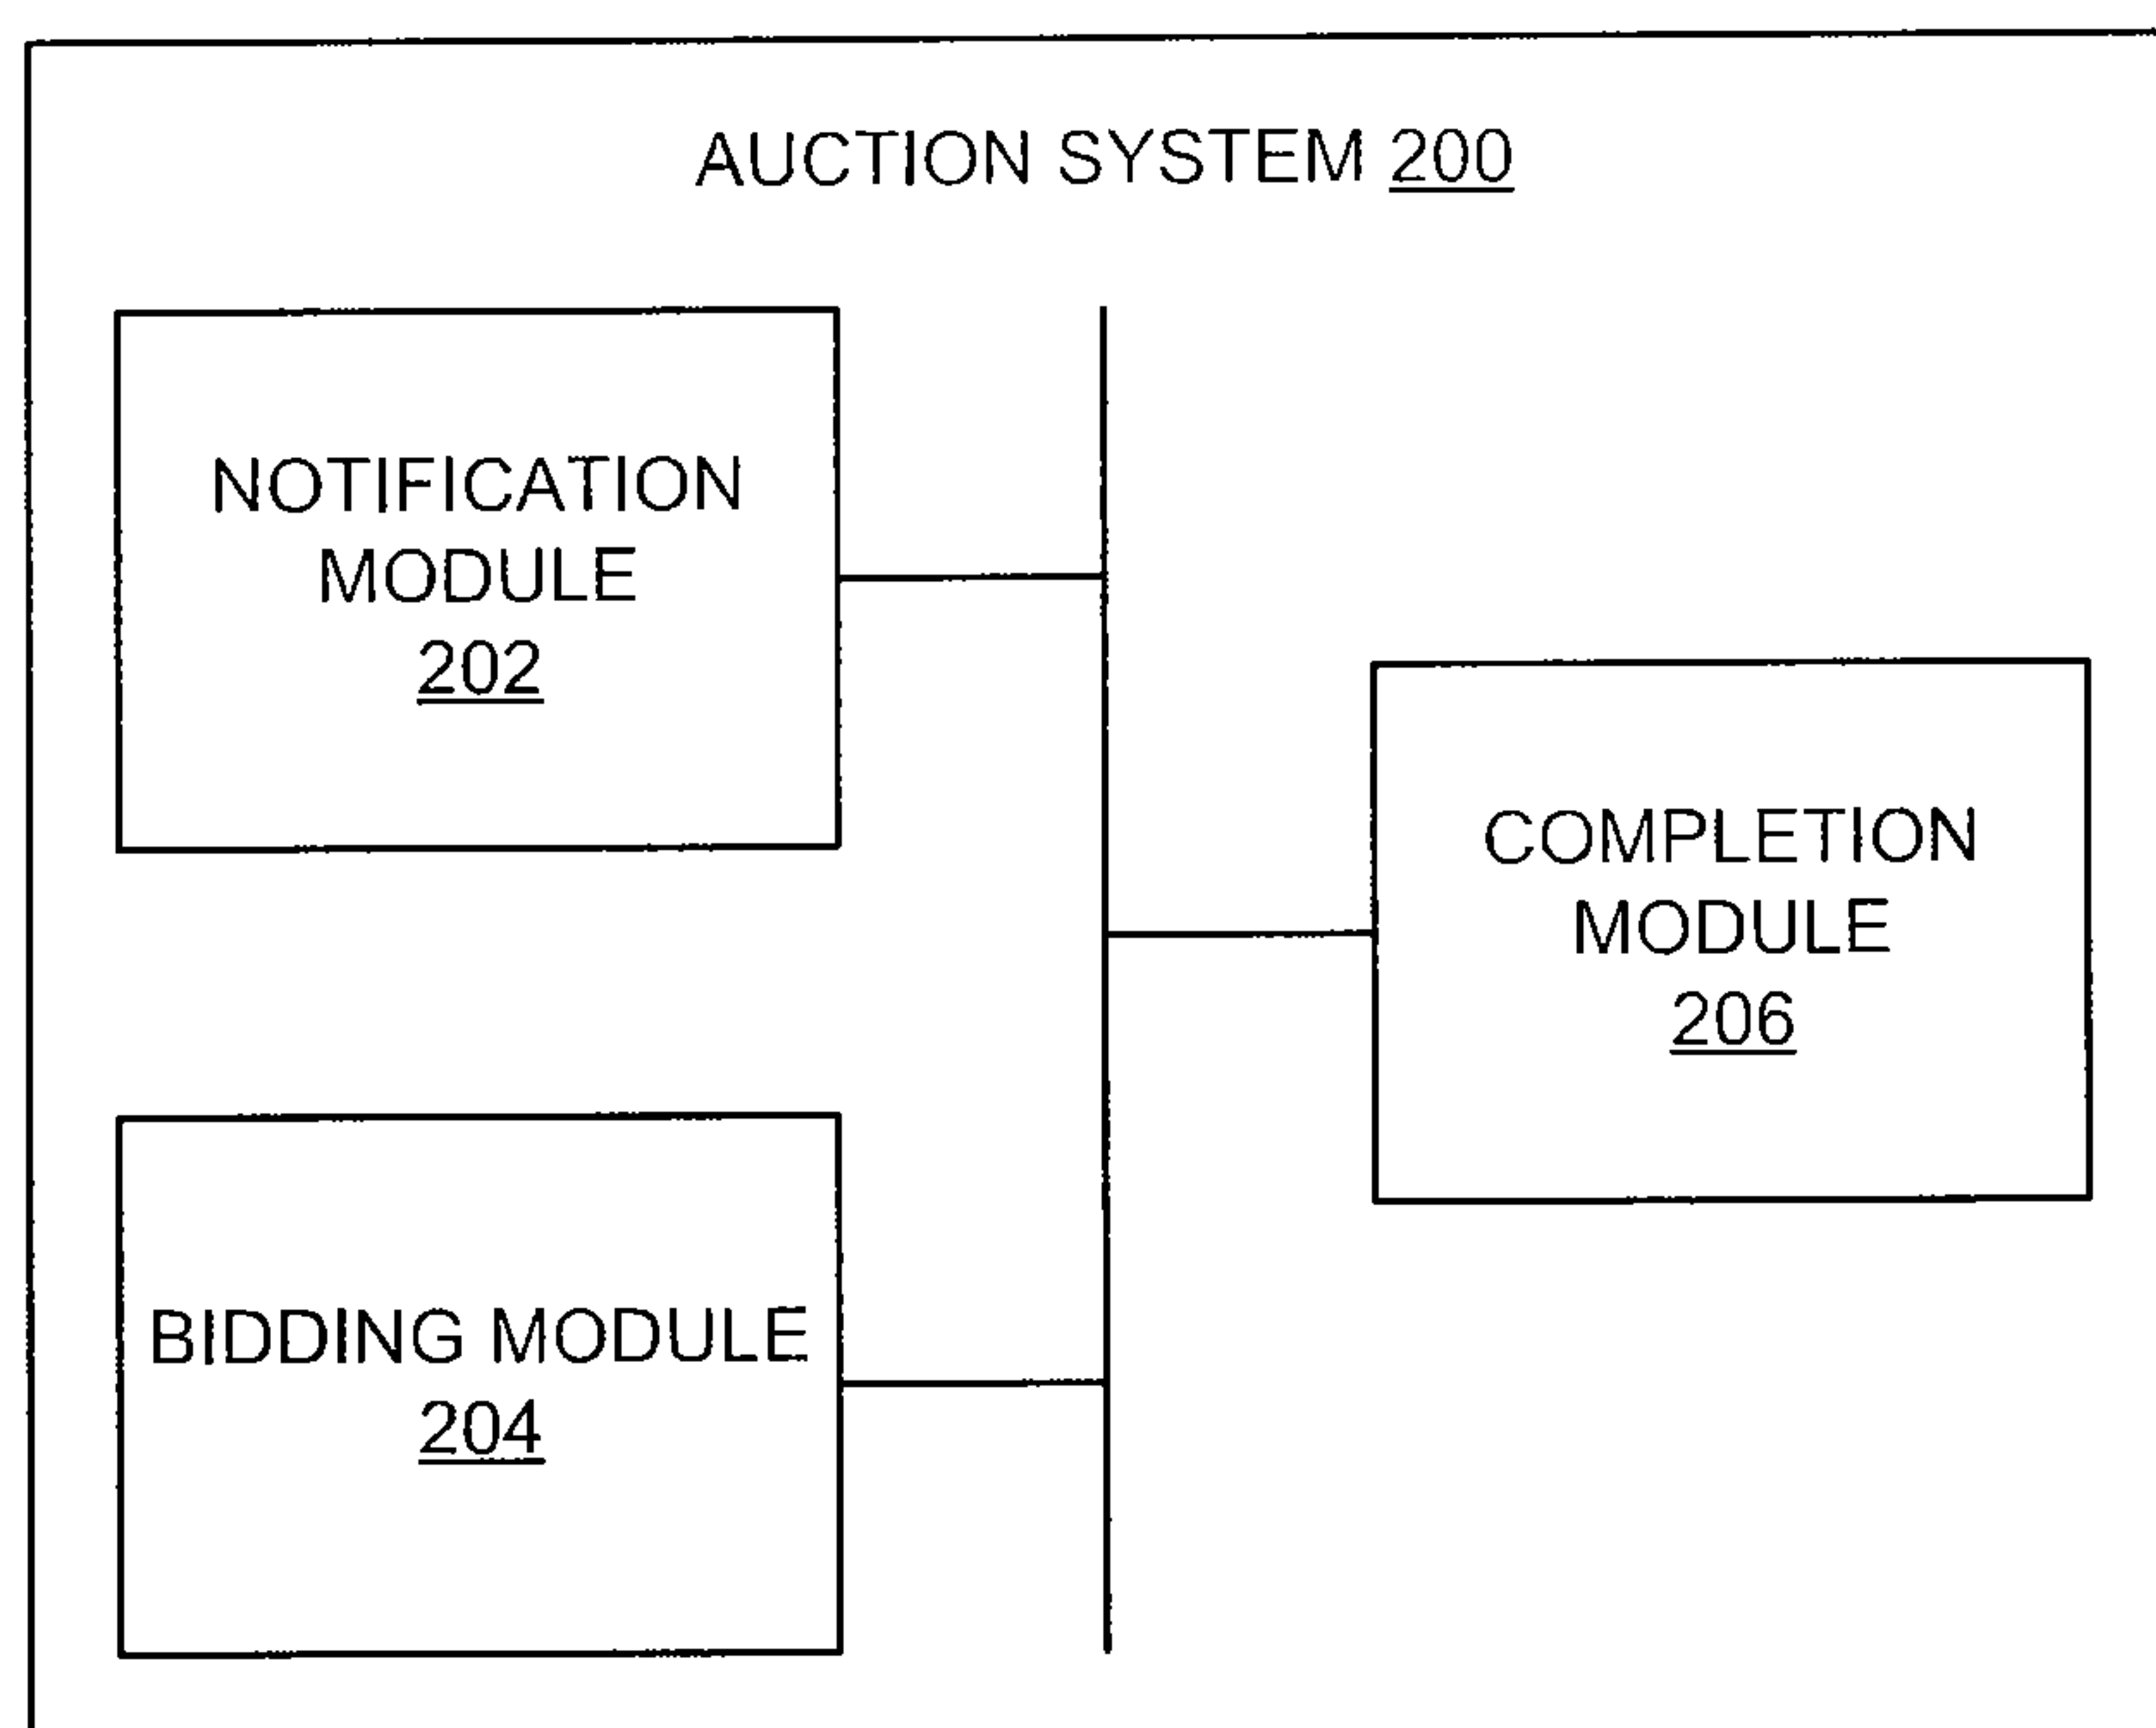 AUCTION SYSTEM 200
NOTIFICATION
MODULE
202
COMPLETION
MODULE
206
BIDDING MODULE
204